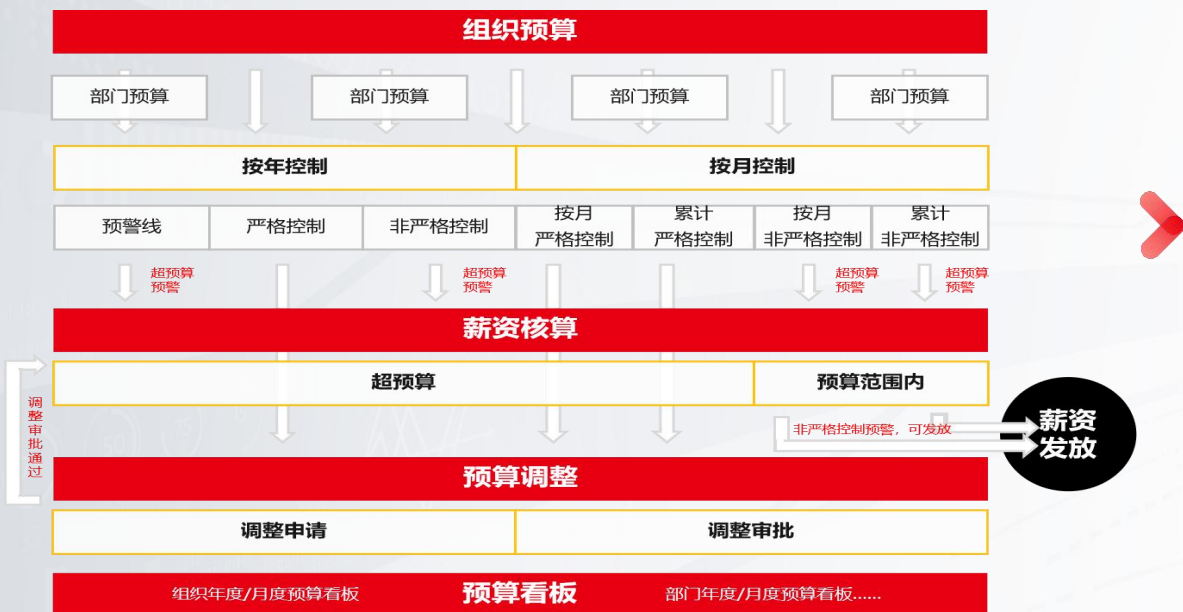 组织预算
部门预算
部门预算
部门预算
部门预算
按年控制
按月控制
预警线
严格控制
非严格控制
按月
严格控制
累计
严格控制
按月
非严格控制
累计
非严格控制
超预算
预警
超预算
预警
超预算
预警
超预算
预警
薪资核算
超预算
预算范围内
调整审批通过
非严格控制预警，可发放
薪资
发放
预算调整
调整申请
调整审批
组织年度/月度预算看板
预算看板
部门年度/月度预算看板......